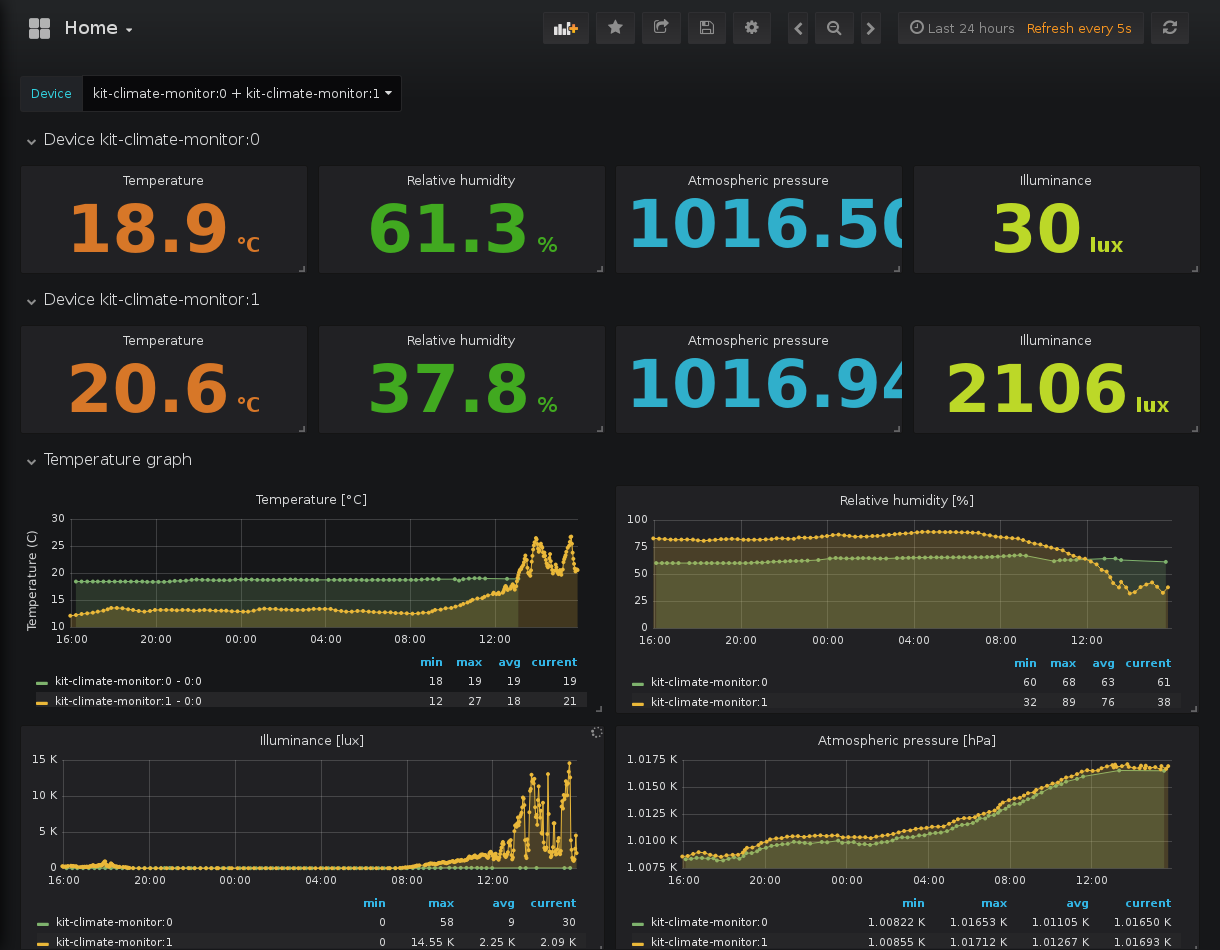 Home
Last 24 hours Refresh every 5s
Device kit-climate-monitor:0 + kit-climate-monitor:1
Device kit-climate-monitor:0
Temperature Relative humidity Atmospheric pressure Illuminance
18.9 °C 61.3 % 1016.50 30 lux
Device kit-climate-monitor:1
Temperature Relative humidity Atmospheric pressure Illuminance
20.6 °C 37.8 % 1016.94 2106 lux
Temperature graph
Temperature [°C]
Temperature (C)
30
25
20
15
10
16:00 20:00 00:00 04:00 08:00 12:00
min max avg current
kit-climate-monitor:0 - 0:0 18 19 19 19
kit-climate-monitor:1 - 0:0 12 27 18 21
Relative humidity [%]
100
75
50
25
0
16:00 20:00 00:00 04:00 08:00 12:00
min max avg current
kit-climate-monitor:0 60 68 63 61
kit-climate-monitor:1 32 89 76 38
Illuminance [lux]
15 K
10 K
5 K
0
16:00 20:00 00:00 04:00 08:00 12:00
min max avg current
kit-climate-monitor:0 0 58 9 30
kit-climate-monitor:1 0 14.55 K 2.25 K 2.09 K
Atmospheric pressure [hPa]
1.0175 K
1.0150 K
1.0125 K
1.0100 K
1.0075 K
16:00 20:00 00:00 04:00 08:00 12:00
min max avg current
kit-climate-monitor:0 1.00822 K 1.01653 K 1.01105 K 1.01650 K
kit-climate-monitor:1 1.00855 K 1.01712 K 1.01267 K 1.01693 K